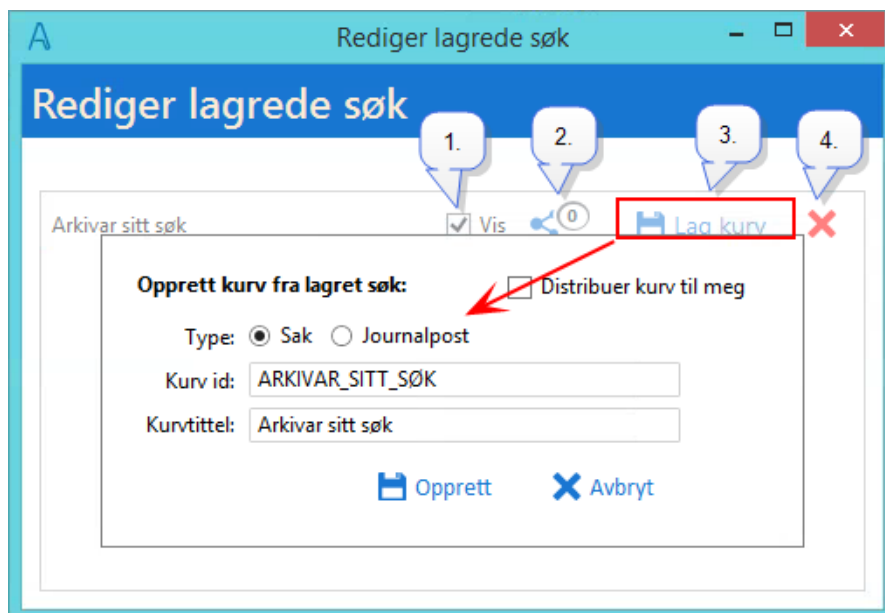 Rediger lagrede søk
Rediger lagrede søk
1.
2.
3.
4.
Arkivar sitt søk Vis 0 Lag kurv
Opprett kurv fra lagret søk: Distribuer kurv til meg
Type: Sak Journalpost
Kurv id: ARKIVAR_SITT_SØK
Kurvtittel: Arkivar sitt søk
Opprett Avbryt